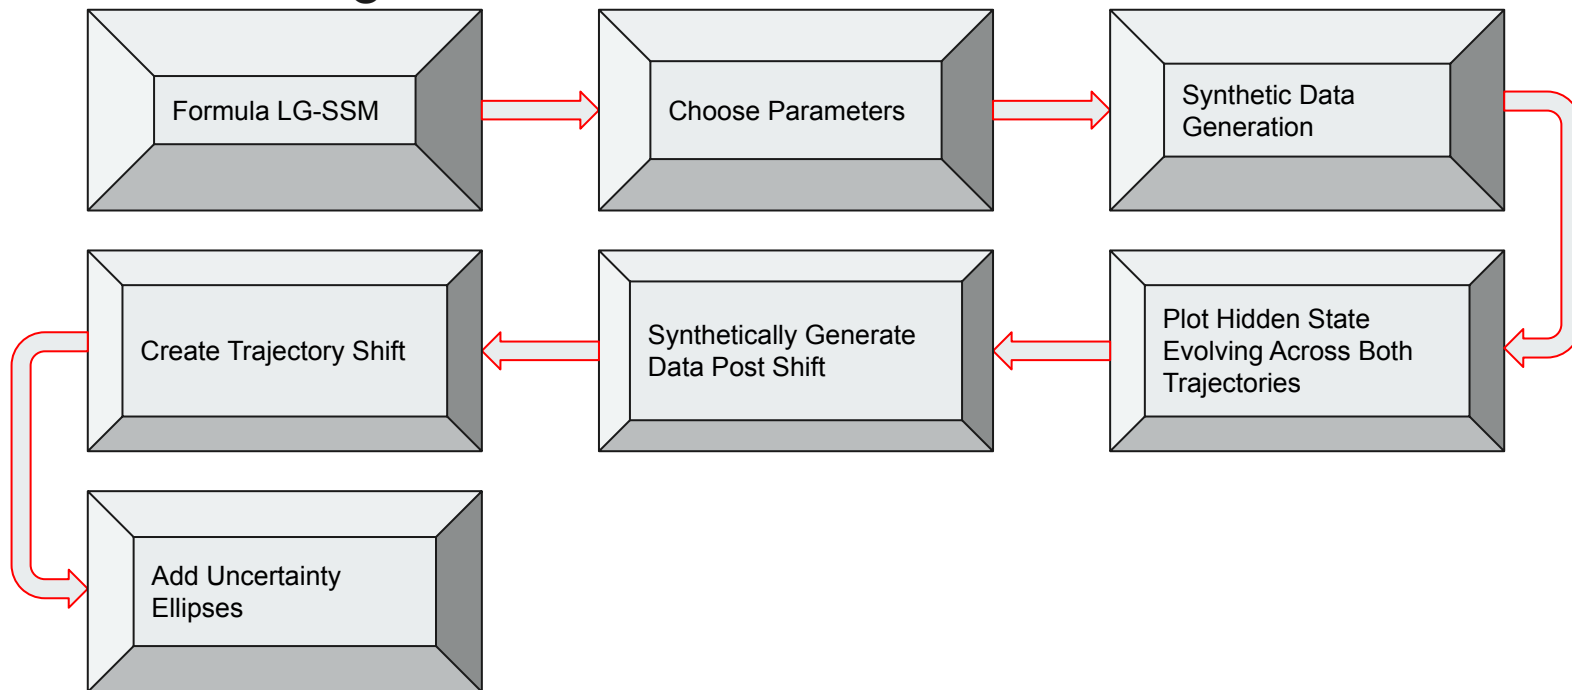 Formula LG-SSM
Choose Parameters
Synthetic Data
Generation
Plot Hidden State
Evolving Across Both
Trajectories
Synthetically Generate
Data Post Shift
Create Trajectory Shift
Add Uncertainty
Ellipses